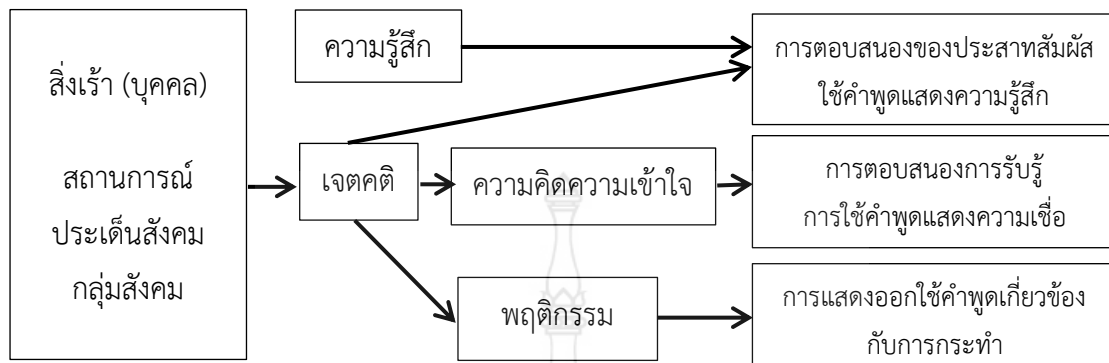 สิ่งเร้า (บุคคล)
สถานการณ์
ประเด็นสังคม
กลุ่มสังคม
ความรู้สึก
การตอบสนองของประสาทสัมผัส
ใช้คำพูดแสดงความรู้สึก
เจตคติ
ความคิดความเข้าใจ
การตอบสนองการรับรู้
การใช้คำพูดแสดงความเชื่อ
พฤติกรรม
การแสดงออกใช้คำพูดเกี่ยวข้อง
กับการกระทำ